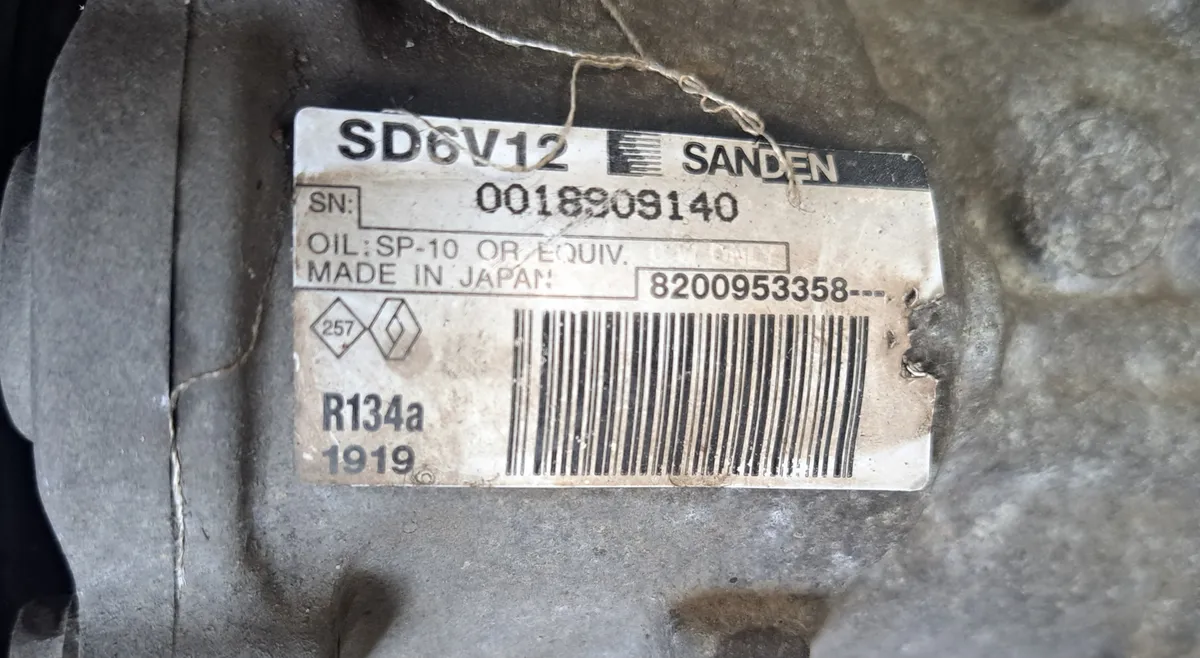 SD6V12 SANDEN
SN: 0018909140
OIL: SP-10 OR EQUIV.
MADE IN JAPAN
8200953358---
257
R134a
1919